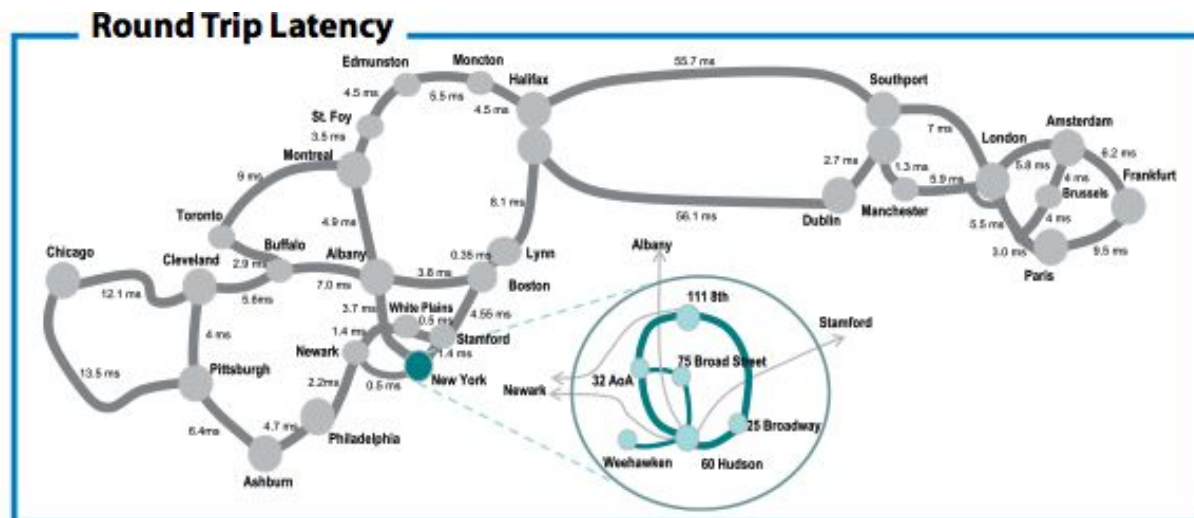 Round Trip Latency
Edmunston
Moncton
Halifax
55.7 ms
Southport
4.5 ms
5.5 ms
4.5 ms
St. Foy
3.5 ms
Montreal
7 ms
London
Amsterdam
6.2 ms
5.8 ms
4 ms
Frankfurt
Brussels
4 ms
9 ms
2.7 ms
1.3 ms
5.9 ms
Dublin
Manchester
56.1 ms
5.5 ms
3.0 ms
9.5 ms
Paris
Toronto
4.9 ms
8.1 ms
Chicago
Cleveland
Buffalo
2.9 ms
Albany
0.35 ms
Lynn
Albany
12.1 ms
5.6ms
7.0 ms
3.8 ms
Boston
3.7 ms
White Plains
0.5 ms
4.55 ms
111 8th
4 ms
1.4 ms
Stamford
Stamford
Newark
1.4 ms
75 Broad Street
13.5 ms
Pittsburgh
2.2ms
0.5 ms
New York
32 AoA
Newark
6.4ms
4.7 ms
Philadelphia
25 Broadway
Weehawken
60 Hudson
Ashburn